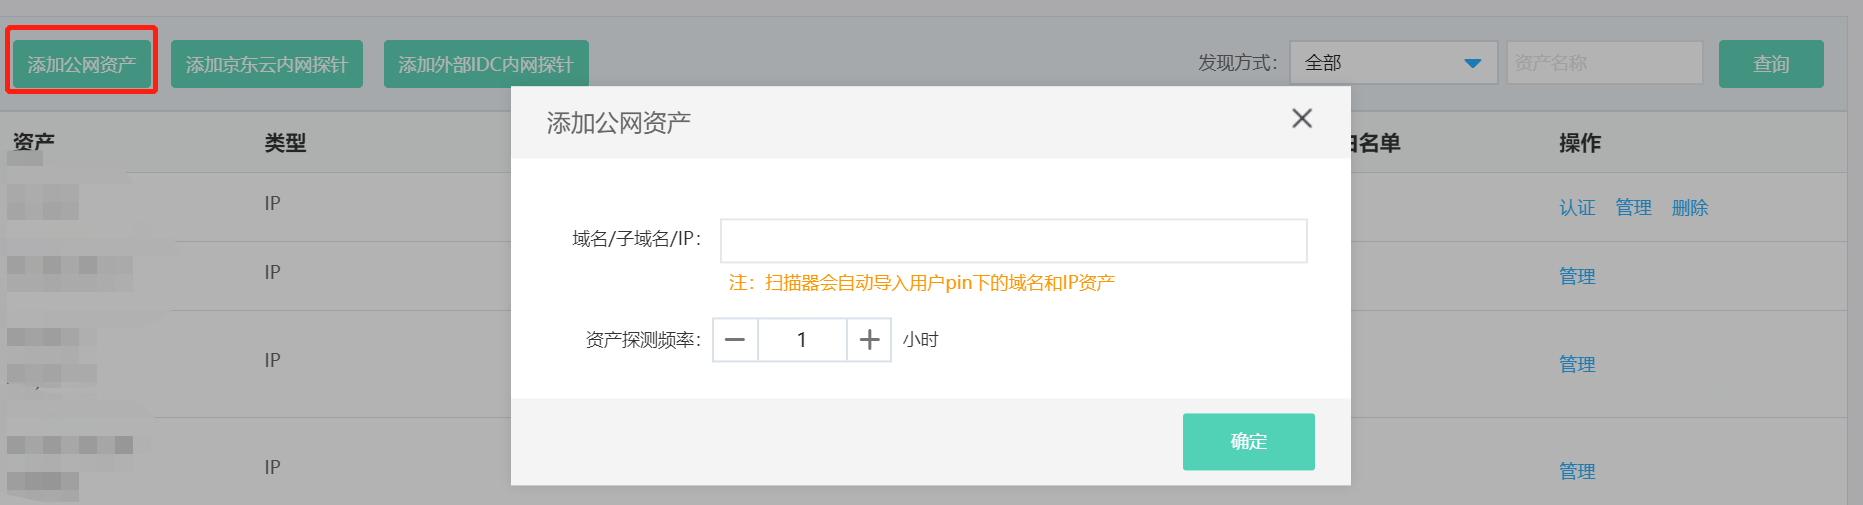 添加公网资产 添加京东云内网探针 添加外部IDC内网探针 发现方式： 全部 资产名称 查询
添加公网资产
资产 类型 名单 操作
IP 认证 管理 删除
域名/子域名/IP：
注：扫描器会自动导入用户pin下的域名和IP资产
IP 管理
资产探测频率： 1 小时
IP 管理
确定
IP 管理